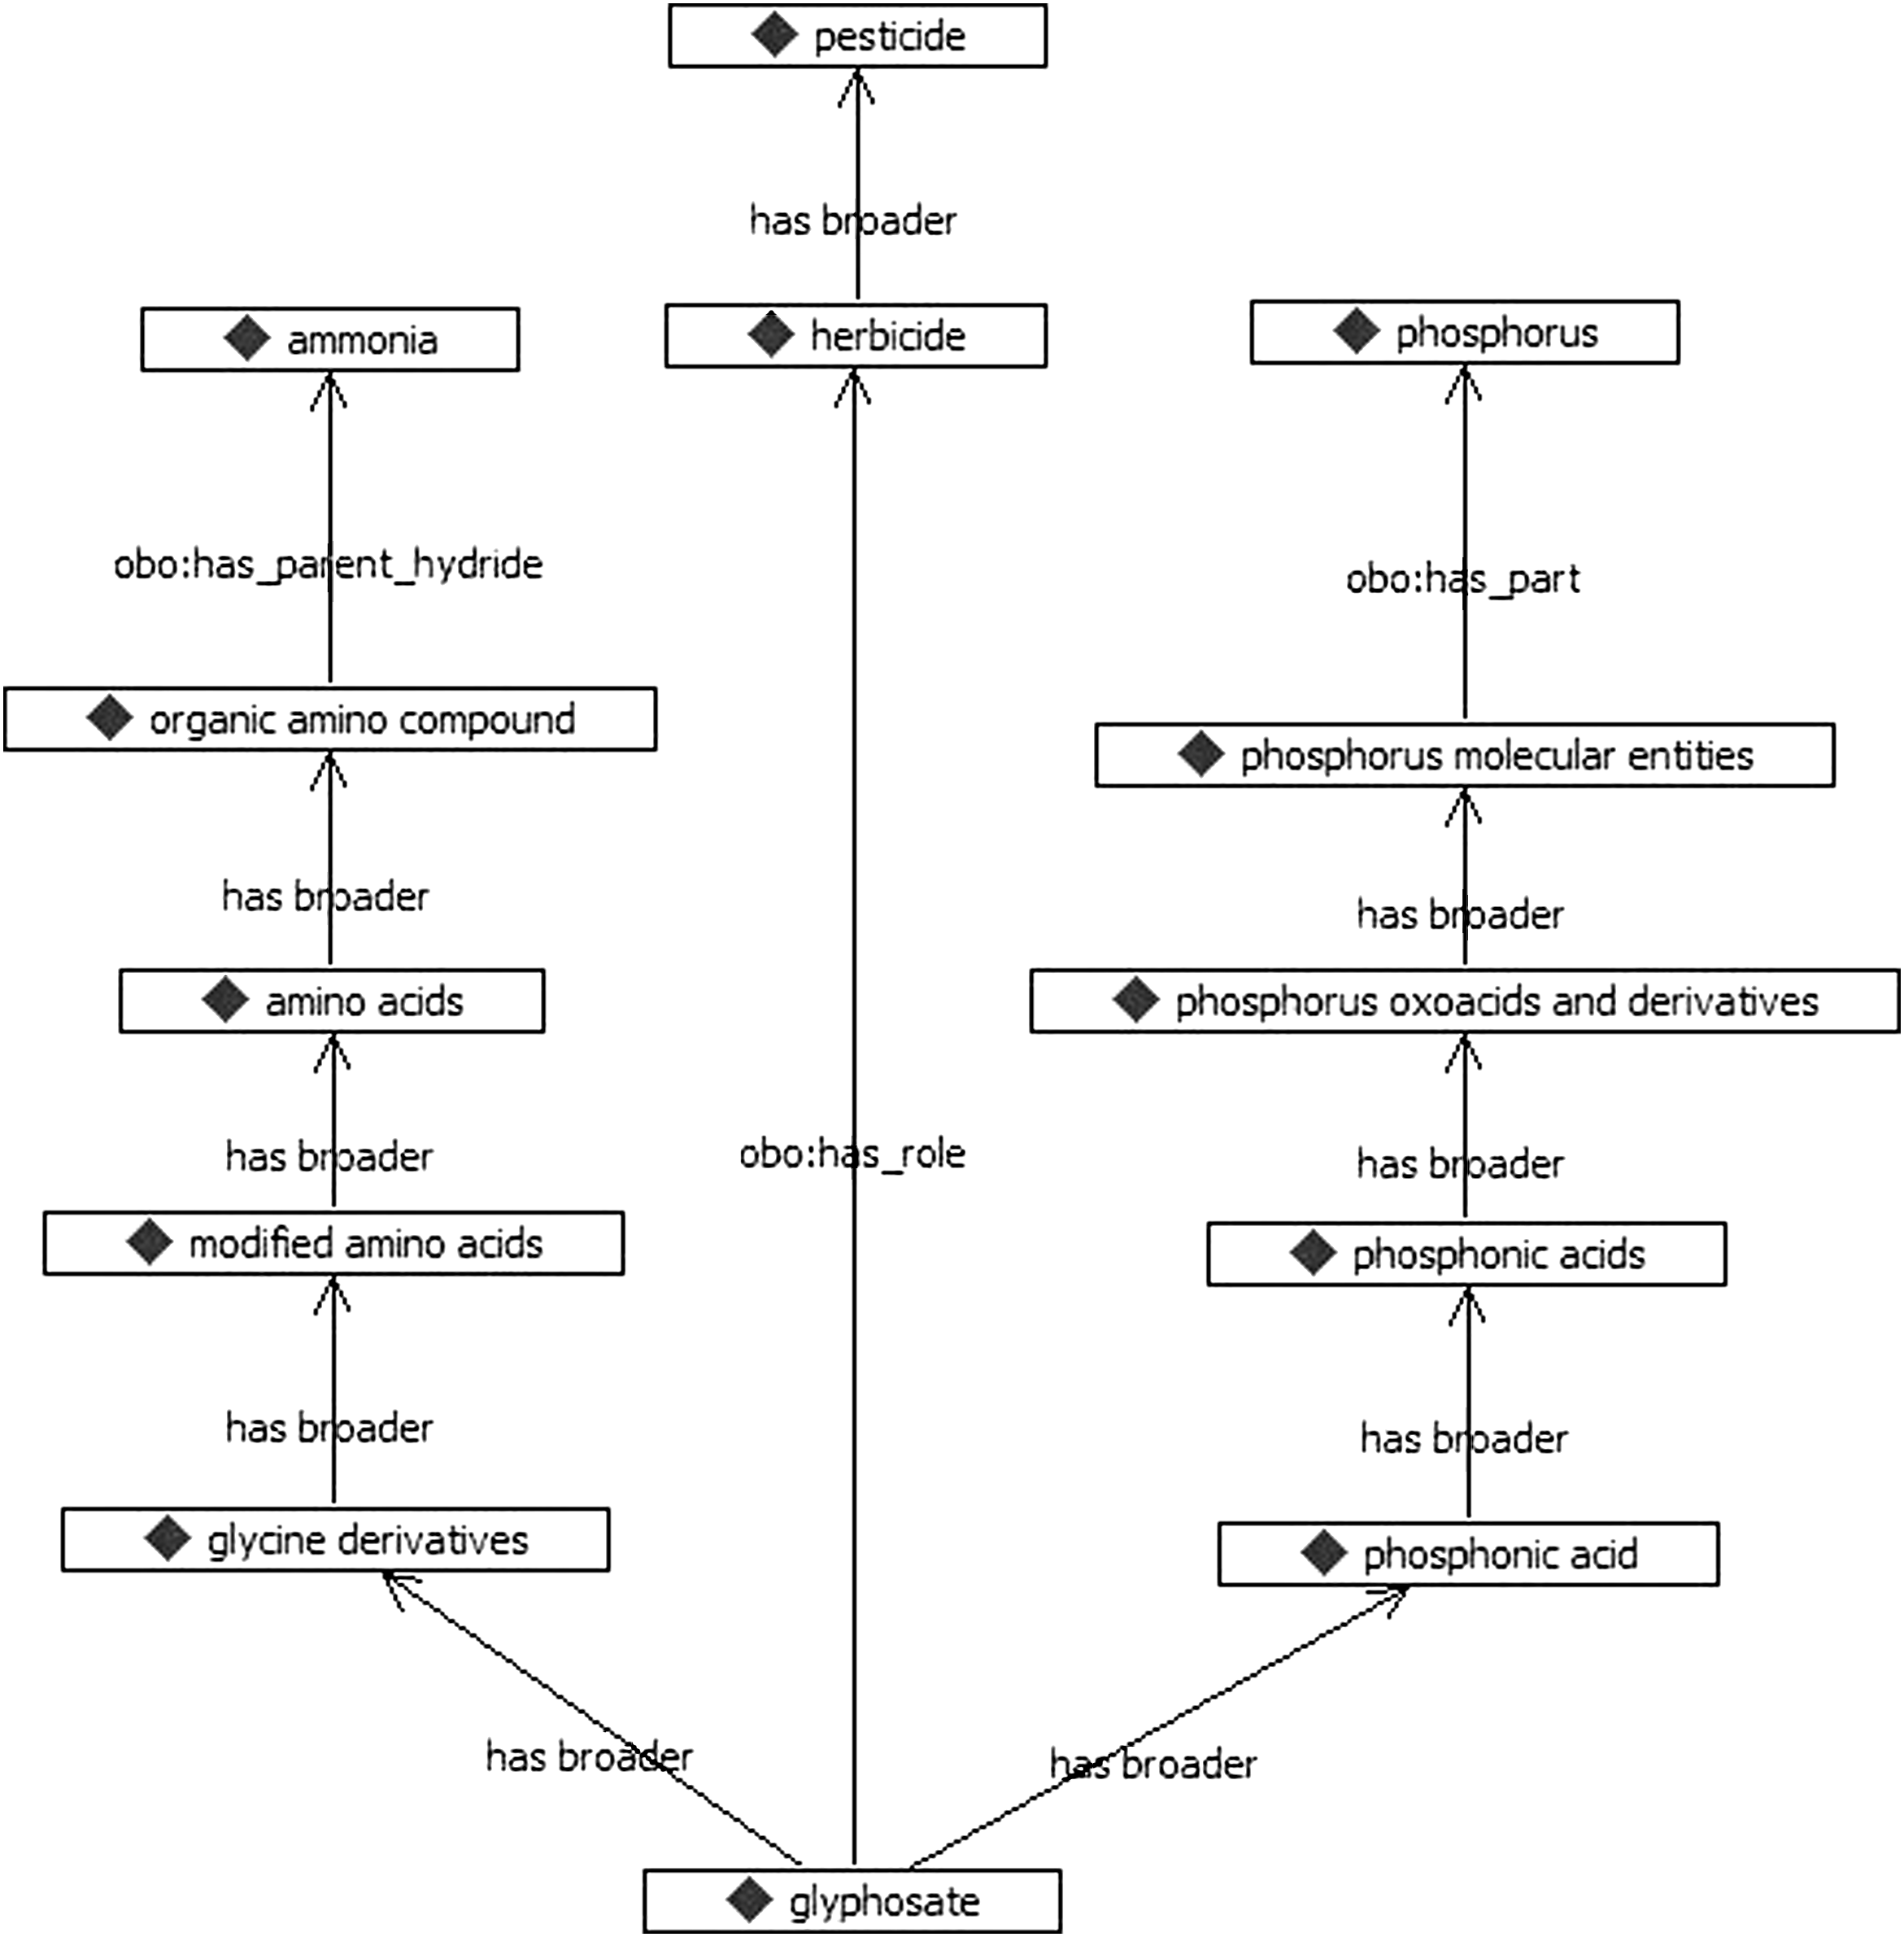 pesticide
has broader
ammonia
herbicide
phosphorus
obo:has_parent_hydride
obo:has_part
organic amino compound
phosphorus molecular entities
has broader
has broader
amino acids
phosphorus oxoacids and derivatives
has broader
obo:has_role
has broader
modified amino acids
phosphonic acids
has broader
has broader
glycine derivatives
phosphonic acid
has broader
has broader
glyphosate